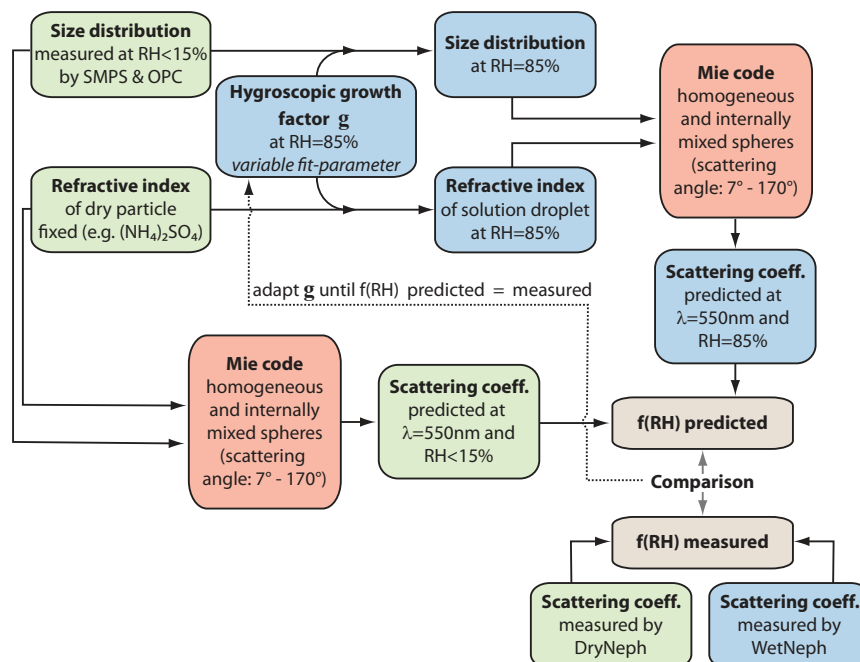 Size distribution
measured at RH<15%
by SMPS & OPC
Hygroscopic growth
factor g
at RH=85%
variable fit-parameter
Size distribution
at RH=85%
Mie code
homogeneous
and internally
mixed spheres
(scattering
angle: 7° - 170°)
Refractive index
of dry particle
fixed (e.g. (NH₄)₂SO₄)
Refractive index
of solution droplet
at RH=85%
adapt g until f(RH) predicted = measured
Scattering coeff.
predicted at
λ=550nm and
RH=85%
Mie code
homogeneous
and internally
mixed spheres
(scattering
angle: 7° - 170°)
Scattering coeff.
predicted at
λ=550nm and
RH<15%
f(RH) predicted
Comparison
f(RH) measured
Scattering coeff.
measured by
DryNeph
Scattering coeff.
measured by
WetNeph